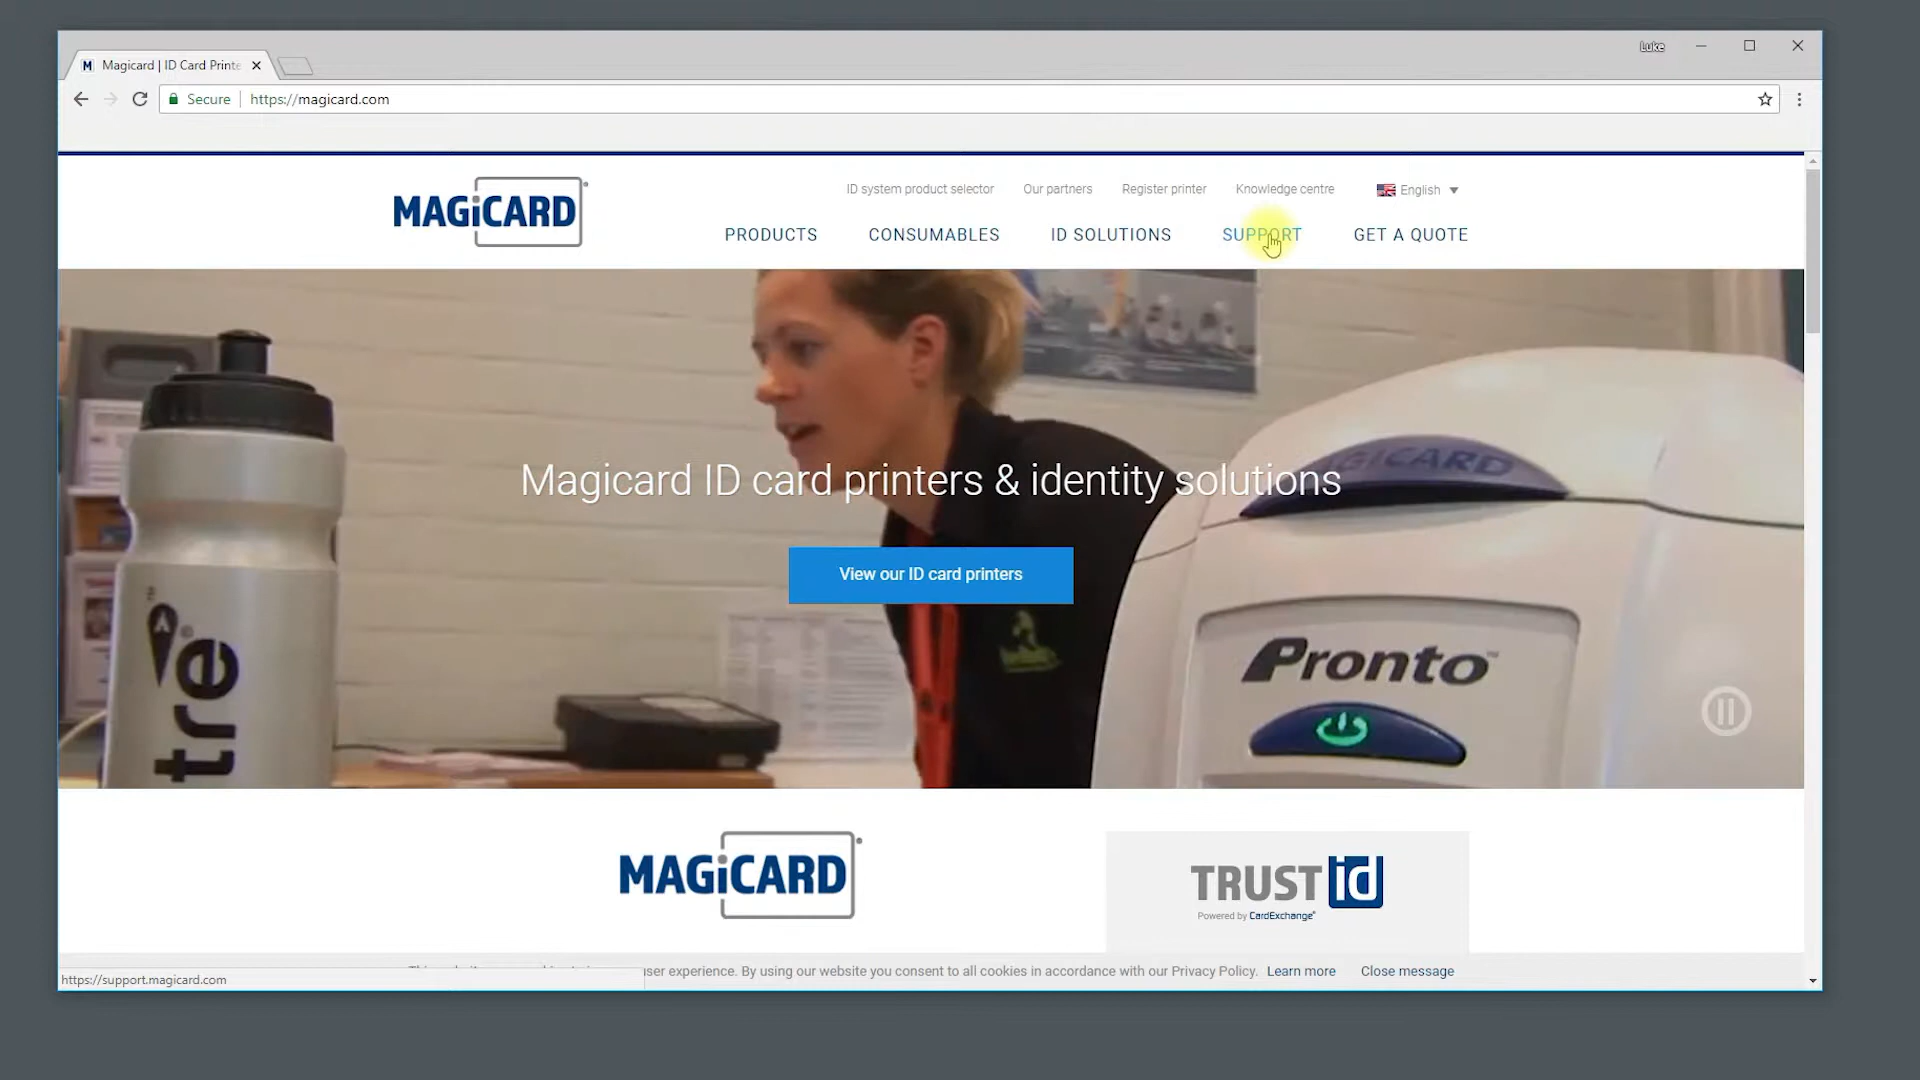 Luke
M Magicard | ID Card Printe
Secure | https://magicard.com
ID system product selector Our partners Register printer Knowledge centre English
MAGiCARD
PRODUCTS CONSUMABLES ID SOLUTIONS SUPPORT GET A QUOTE
GICARD
Magicard ID card printers & identity solutions
View our ID card printers
Pronto™
tre
MAGiCARD
TRUST id
Powered by CardExchange
user experience. By using our website you consent to all cookies in accordance with our Privacy Policy. Learn more Close message
https://support.magicard.com